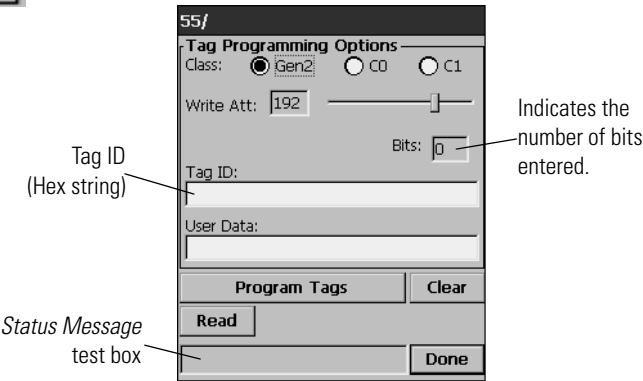 55/
Tag Programming Options
Class: Gen2 C0 C1
Write Att: 192
Indicates the
number of bits
entered.
Bits: 0
Tag ID
(Hex string)
Tag ID:
User Data:
Program Tags Clear
Read
Status Message
test box
Done